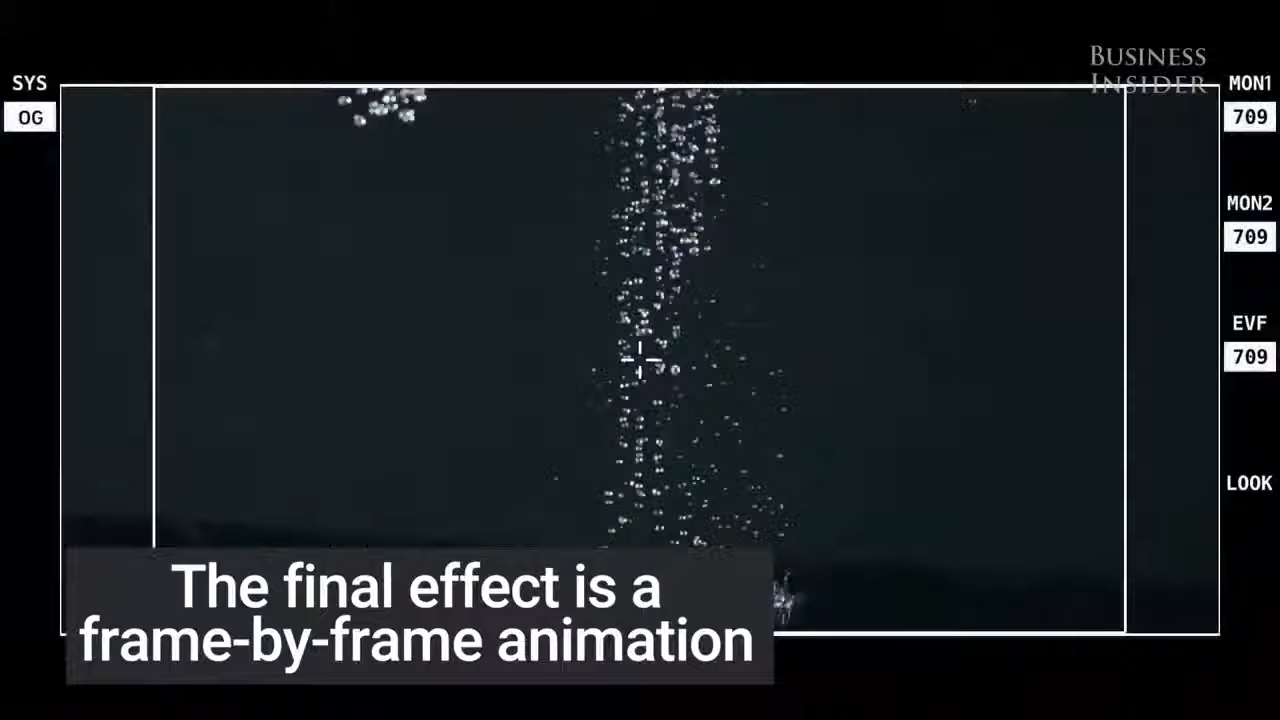 BUSINESS
INSIDER
SYS
OG
MON1
709
MON2
709
EVF
709
LOOK
The final effect is a
frame-by-frame animation